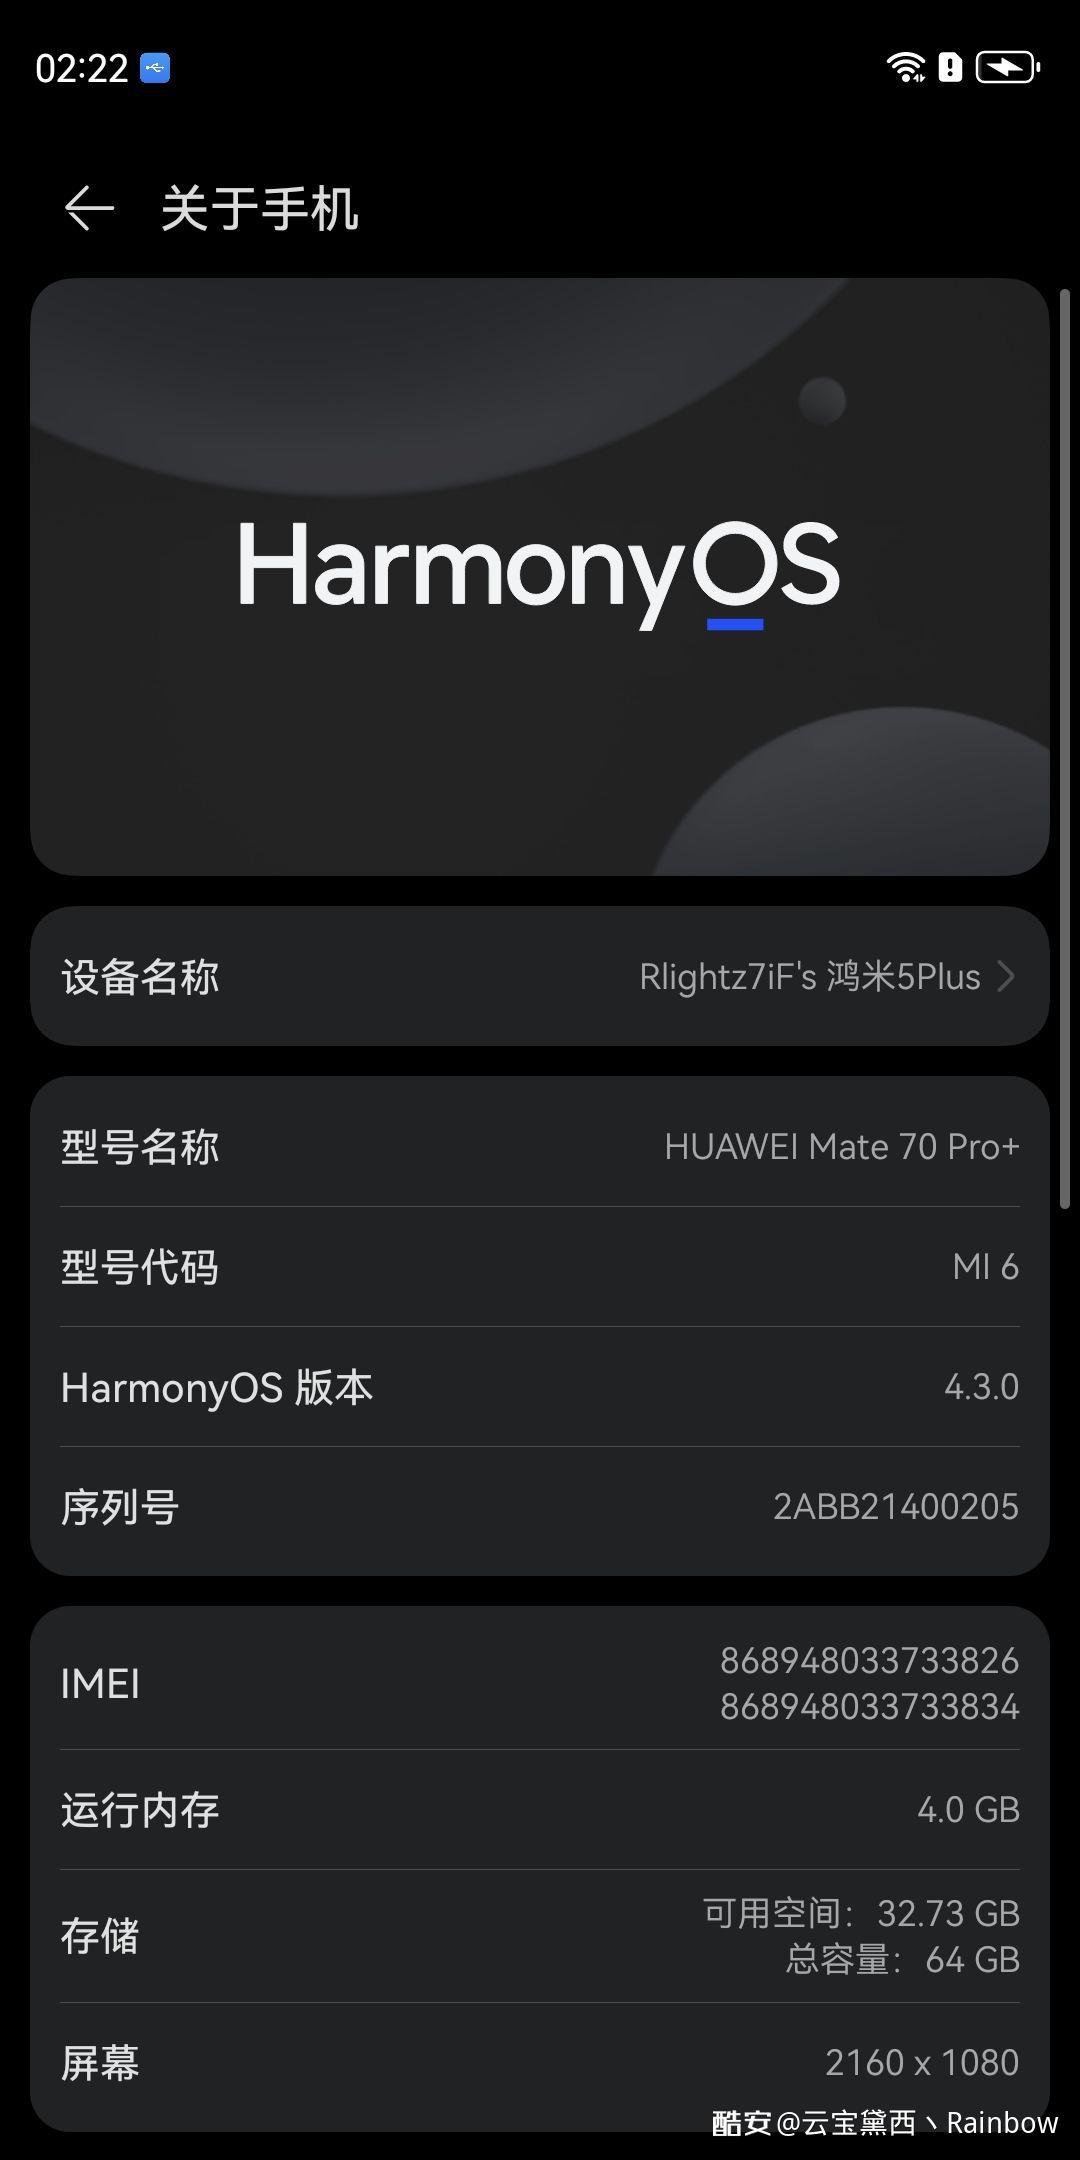 02:22
关于手机
HarmonyOS
设备名称 Rlightz7iF's 鸿米5Plus
型号名称 HUAWEI Mate 70 Pro+
型号代码 MI 6
HarmonyOS 版本 4.3.0
序列号 2ABB21400205
IMEI 868948033733826
868948033733834
运行内存 4.0 GB
存储 可用空间：32.73 GB
总容量：64 GB
屏幕 2160 x 1080
酷安@云宝黛西丶Rainbow